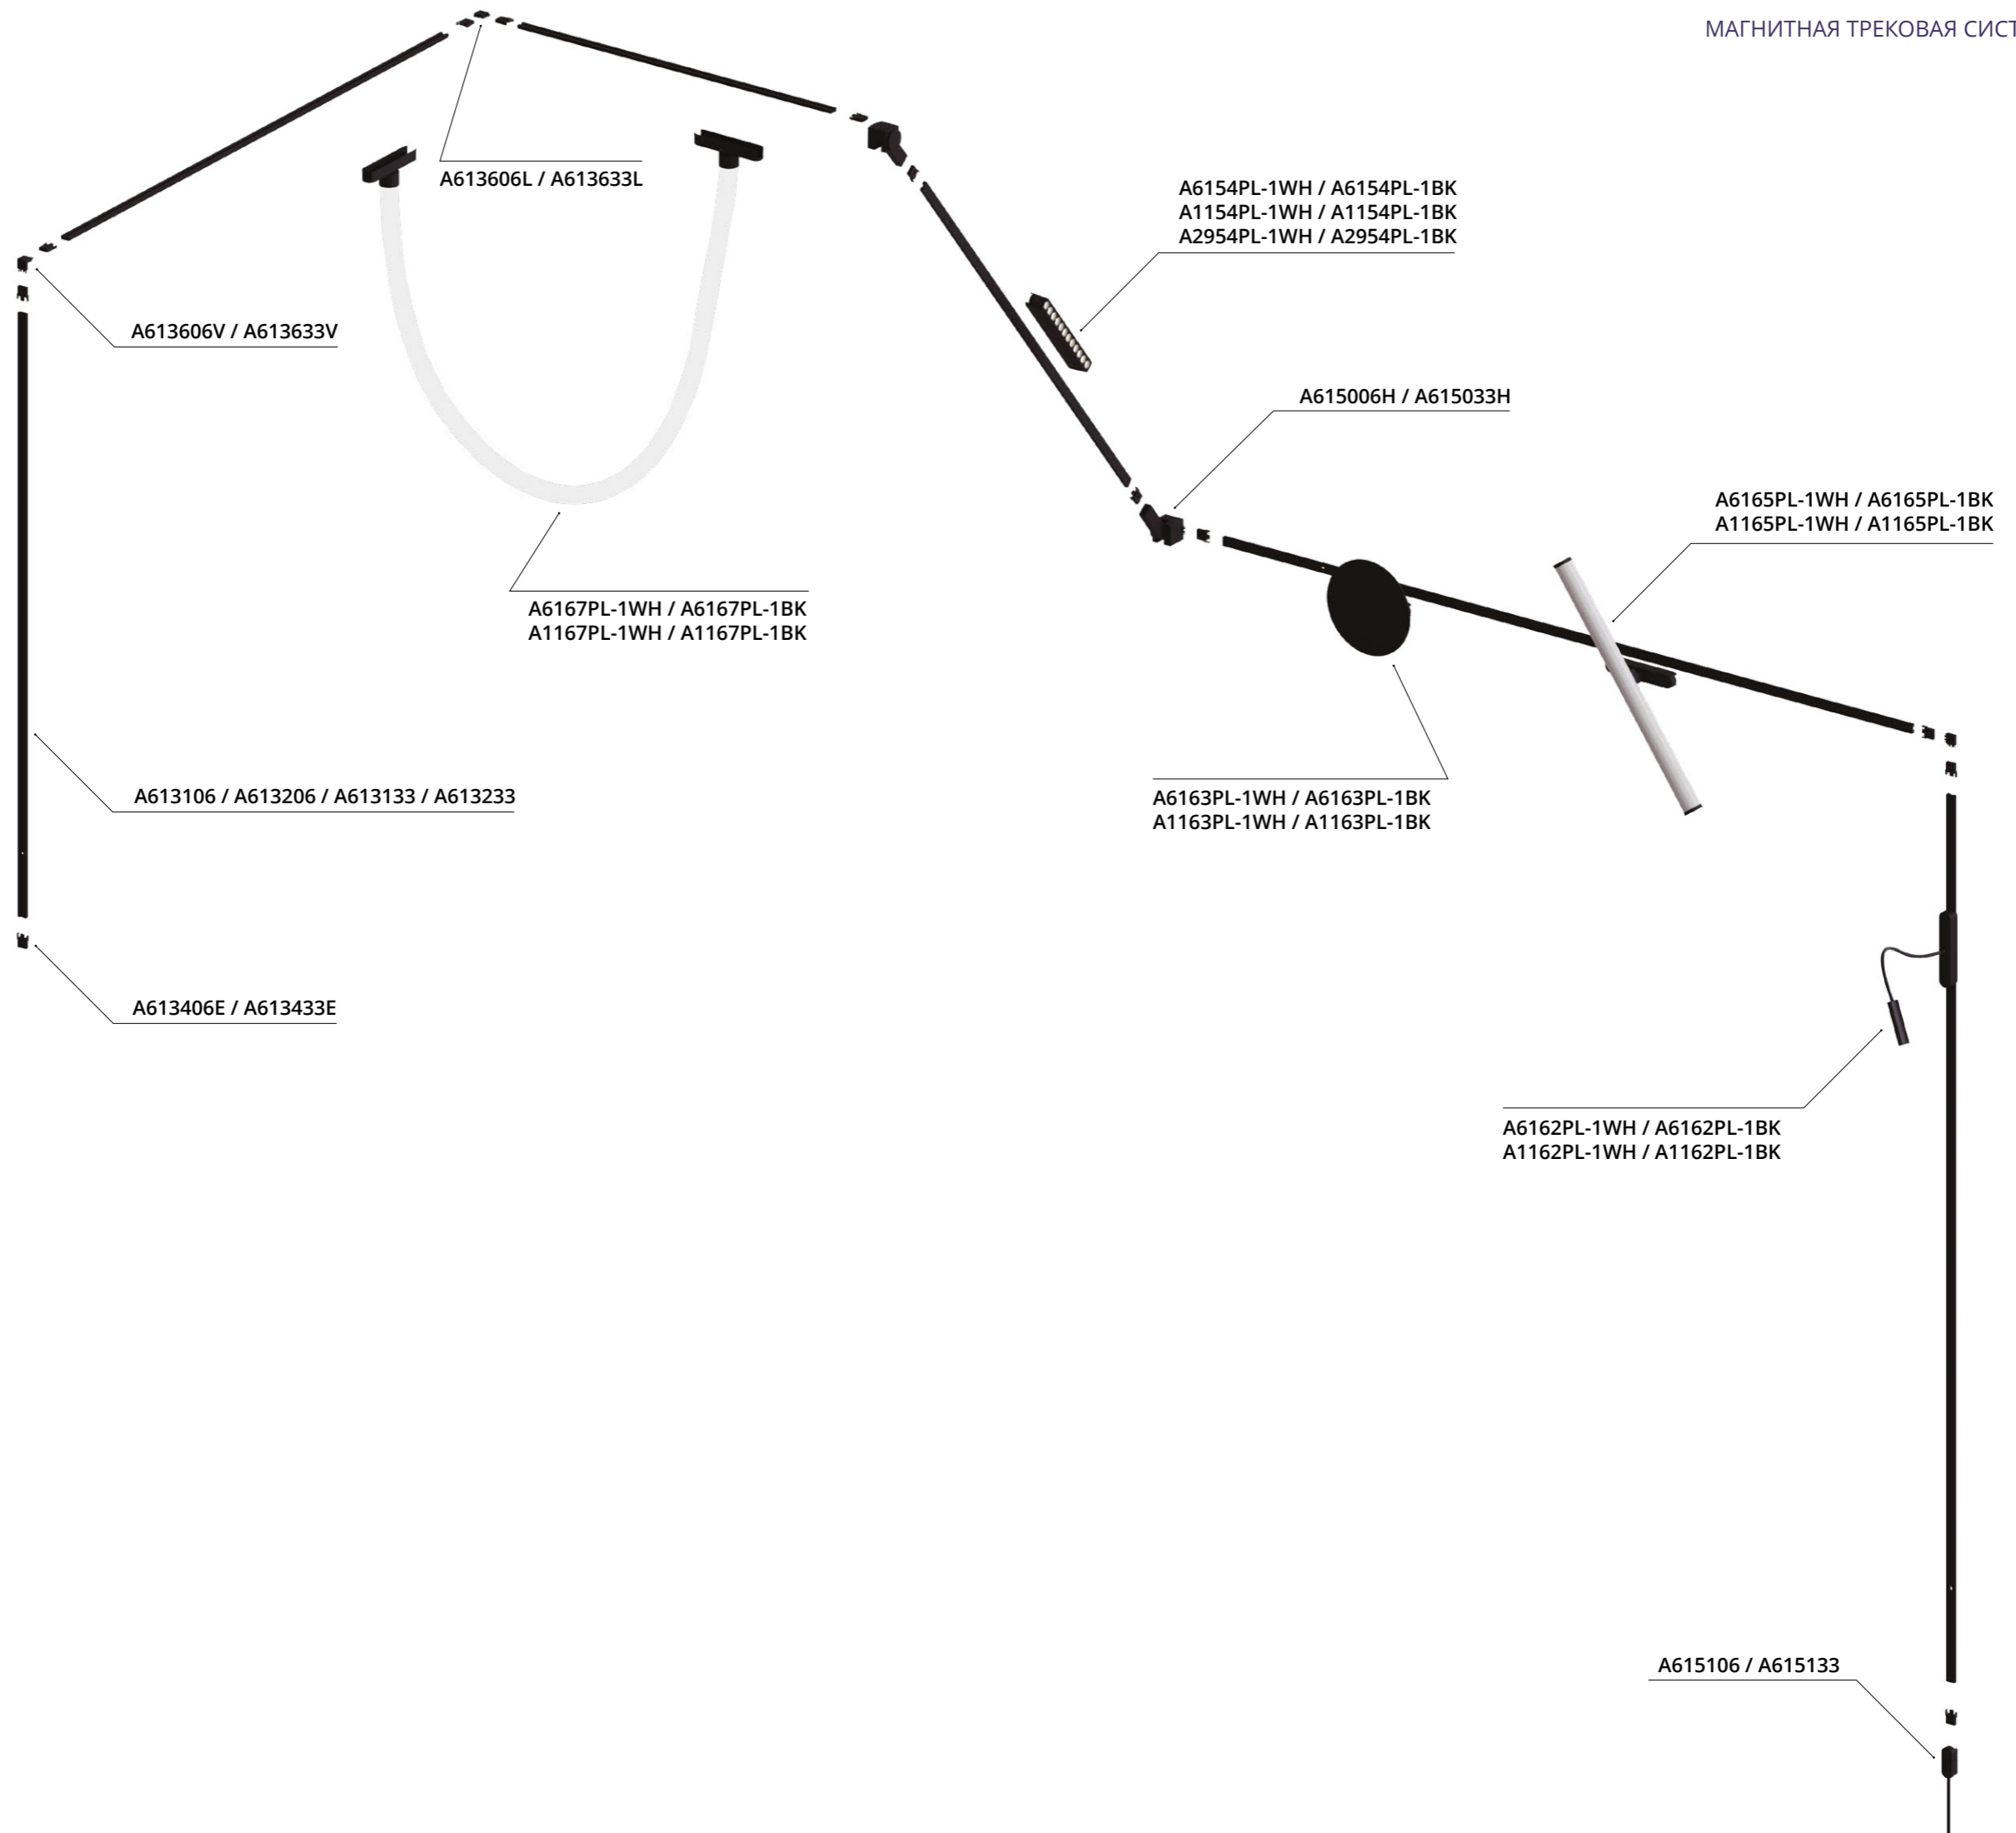 МАГНИТНАЯ ТРЕКОВАЯ СИСТ
A613606L / A613633L
A6154PL-1WH / A6154PL-1BK
A1154PL-1WH / A1154PL-1BK
A2954PL-1WH / A2954PL-1BK
A613606V / A613633V
A615006H / A615033H
A6165PL-1WH / A6165PL-1BK
A1165PL-1WH / A1165PL-1BK
A6167PL-1WH / A6167PL-1BK
A1167PL-1WH / A1167PL-1BK
A613106 / A613206 / A613133 / A613233
A6163PL-1WH / A6163PL-1BK
A1163PL-1WH / A1163PL-1BK
A613406E / A613433E
A6162PL-1WH / A6162PL-1BK
A1162PL-1WH / A1162PL-1BK
A615106 / A615133